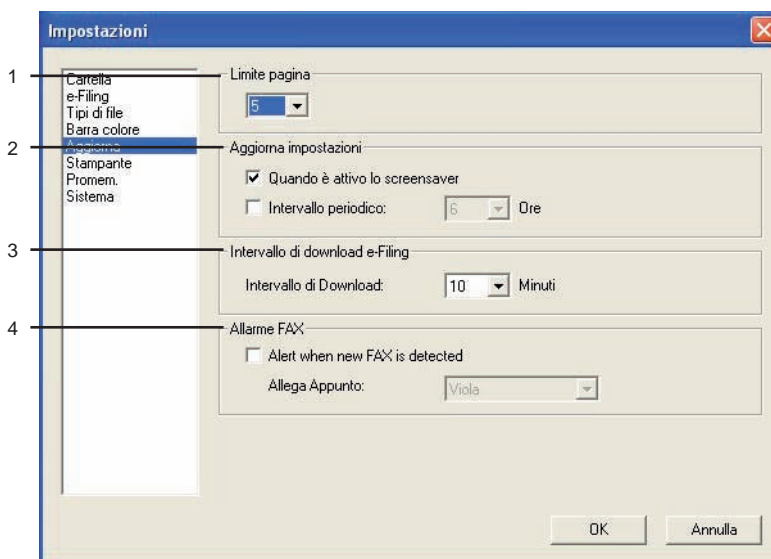 Impostazioni
1
Cartella
e-Filing
Tipi di file
Barra colore
Aggiorna
Stampante
Promem.
Sistema
Limite pagina
5
2
Aggiorna impostazioni
Quando è attivo lo screensaver
Intervallo periodico: 6 Ore
3
Intervallo di download e-Filing
Intervallo di Download: 10 Minuti
4
Allarme FAX
Alert when new FAX is detected
Allega Appunto: Viola
OK Annulla